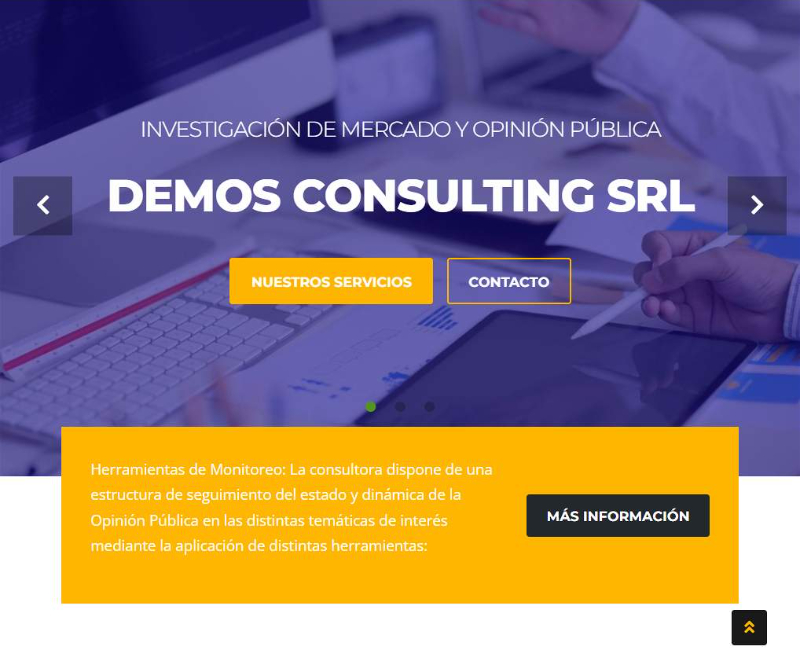 INVESTIGACIÓN DE MERCADO Y OPINIÓN PÚBLICA
DEMOS CONSULTING SRL
NUESTROS SERVICIOS
CONTACTO
Herramientas de Monitoreo: La consultora dispone de una
estructura de seguimiento del estado y dinámica de la
Opinión Pública en las distintas temáticas de interés
mediante la aplicación de distintas herramientas:
MÁS INFORMACIÓN